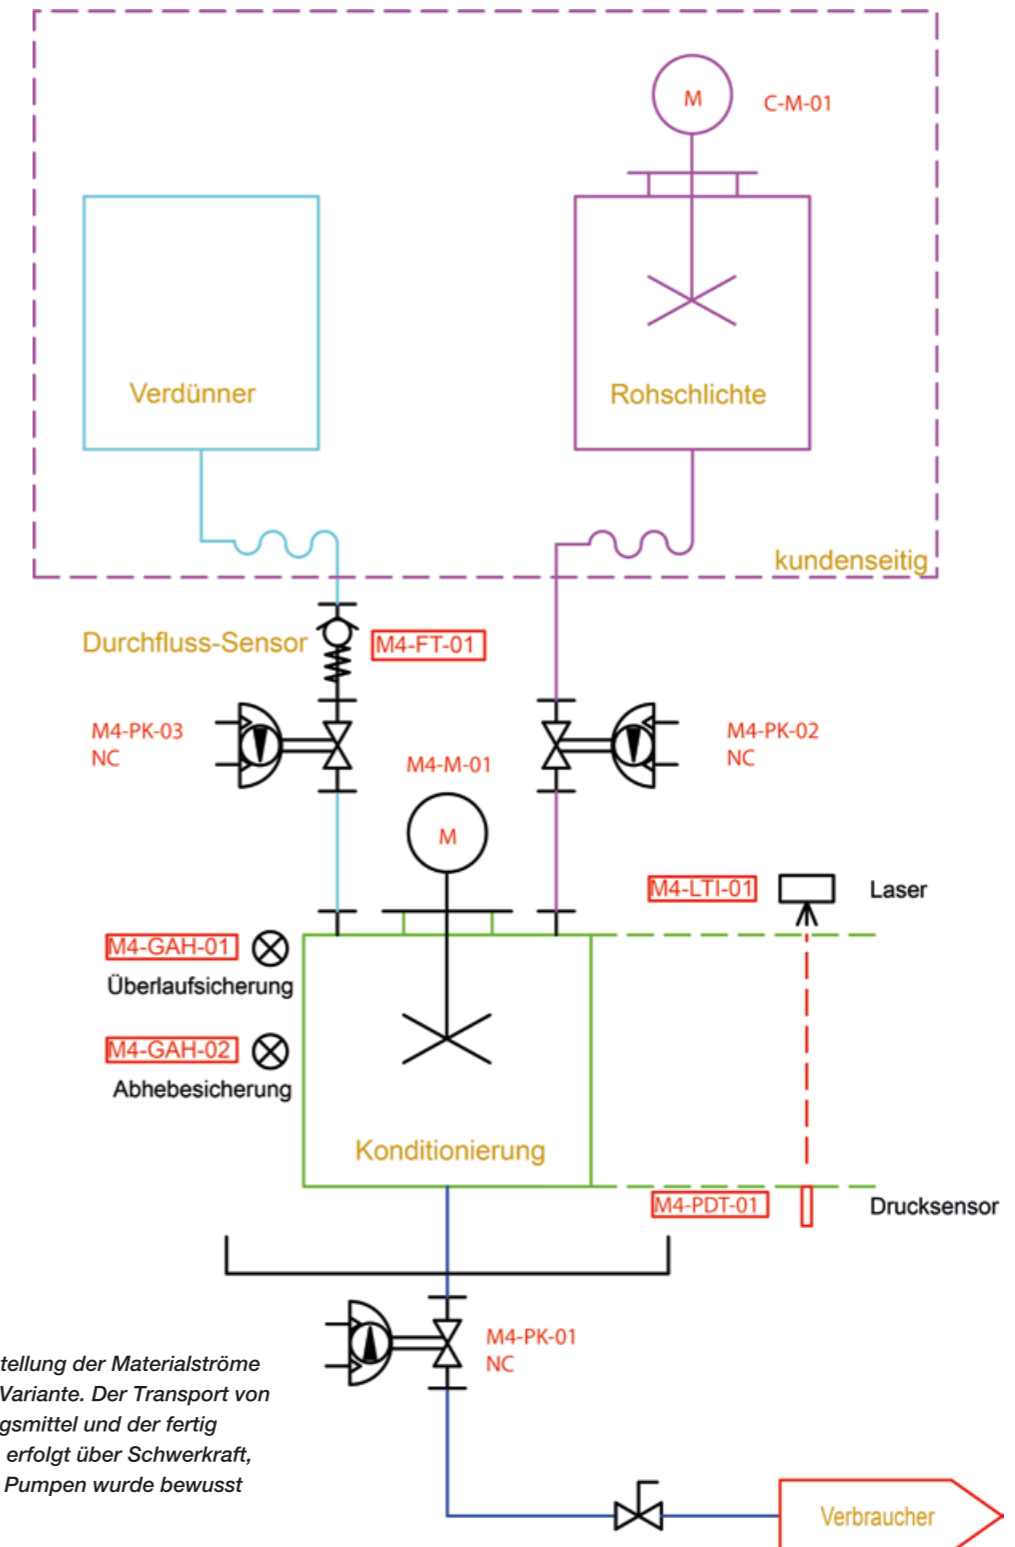 M
C-M-01
Verdünner
Rohschlichte
kundenseitig
Durchfluss-Sensor
M4-FT-01
M4-PK-03
NC
M4-PK-02
NC
M4-M-01
M
M4-LTI-01
Laser
M4-GAH-01
Überlaufsicherung
M4-GAH-02
Abhebesicherung
Konditionierung
M4-PDT-01
Drucksensor
M4-PK-01
NC
tellung der Materialströme
Variante. Der Transport von
gsmittel und der fertig
erfolgt über Schwerkraft,
Pumpen wurde bewusst
Verbraucher